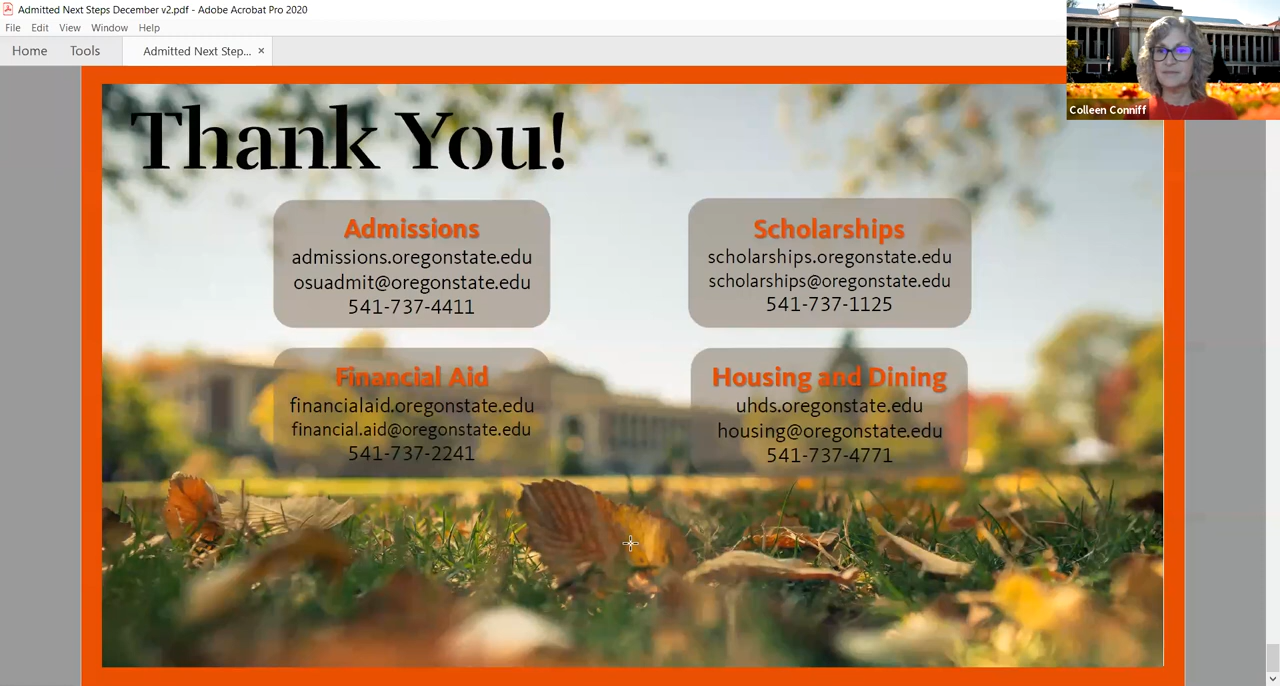 Admitted Next Steps December v2.pdf - Adobe Acrobat Pro 2020
File Edit View Window Help
Home Tools Admitted Next Step... ×
Colleen Conniff
Thank You!
Admissions
admissions.oregonstate.edu
osuadmit@oregonstate.edu
541-737-4411
Scholarships
scholarships.oregonstate.edu
scholarships@oregonstate.edu
541-737-1125
Financial Aid
financialaid.oregonstate.edu
financial.aid@oregonstate.edu
541-737-2241
Housing and Dining
uhds.oregonstate.edu
housing@oregonstate.edu
541-737-4771